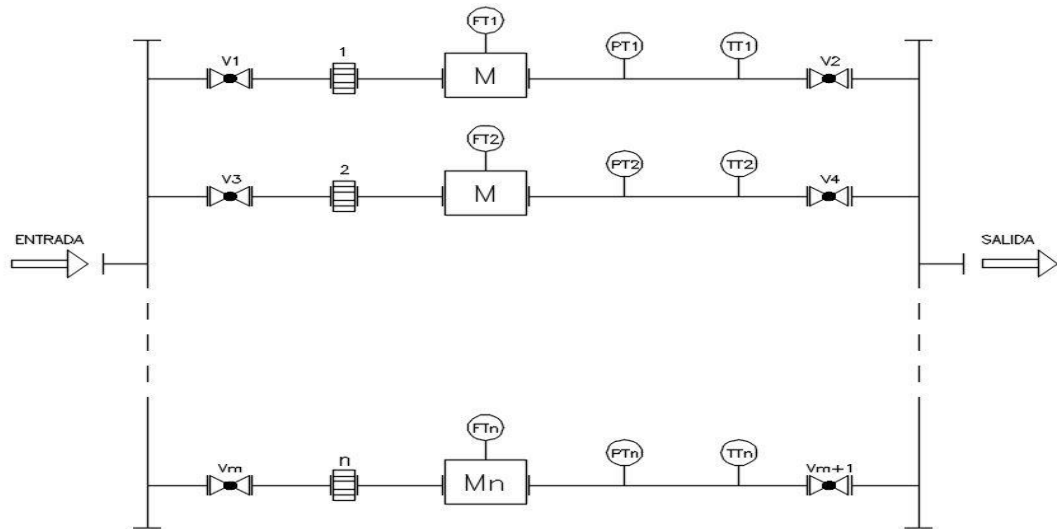 FT1
PT1
TT1
V1
1
M
V2
FT2
PT2
TT2
V3
2
M
V4
ENTRADA
SALIDA
FTn
PTn
TTn
Vm
n
Mn
Vm+1